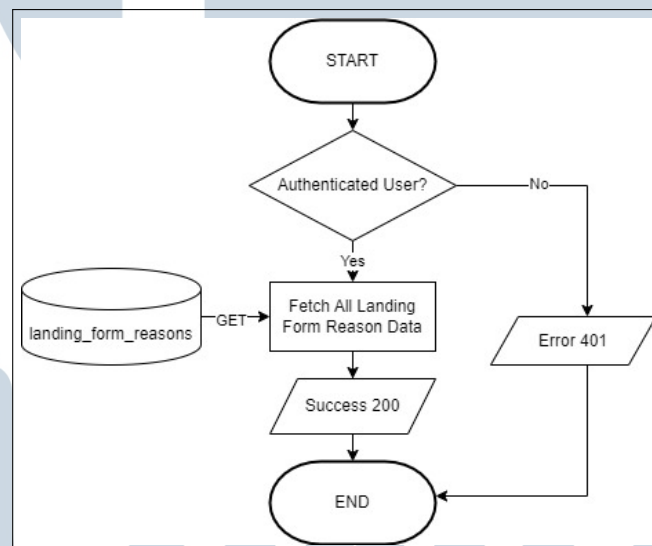 START
Authenticated User?
No
Yes
landing_form_reasons
GET
Fetch All Landing
Form Reason Data
Error 401
Success 200
END